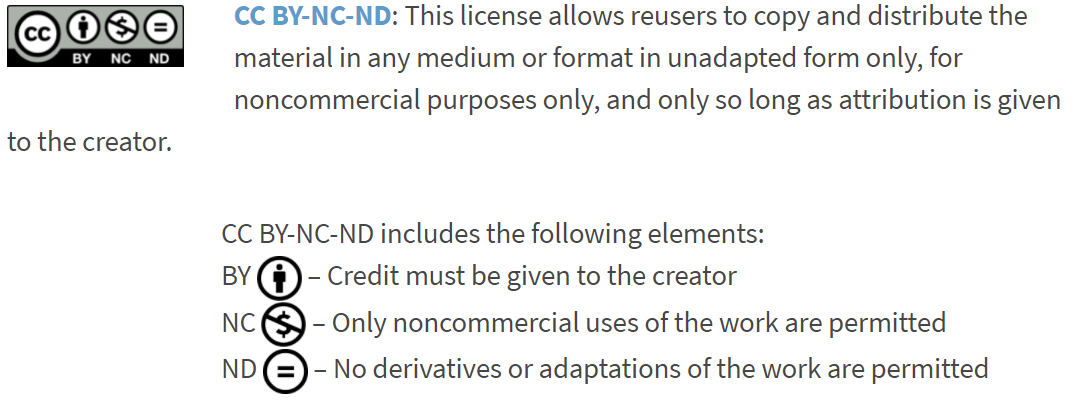 CC BY-NC-ND: This license allows reusers to copy and distribute the
cc
BY NC ND
material in any medium or format in unadapted form only, for
noncommercial purposes only, and only so long as attribution is given
to the creator.
CC BY-NC-ND includes the following elements:
BY – Credit must be given to the creator
NC $ – Only noncommercial uses of the work are permitted
ND = – No derivatives or adaptations of the work are permitted